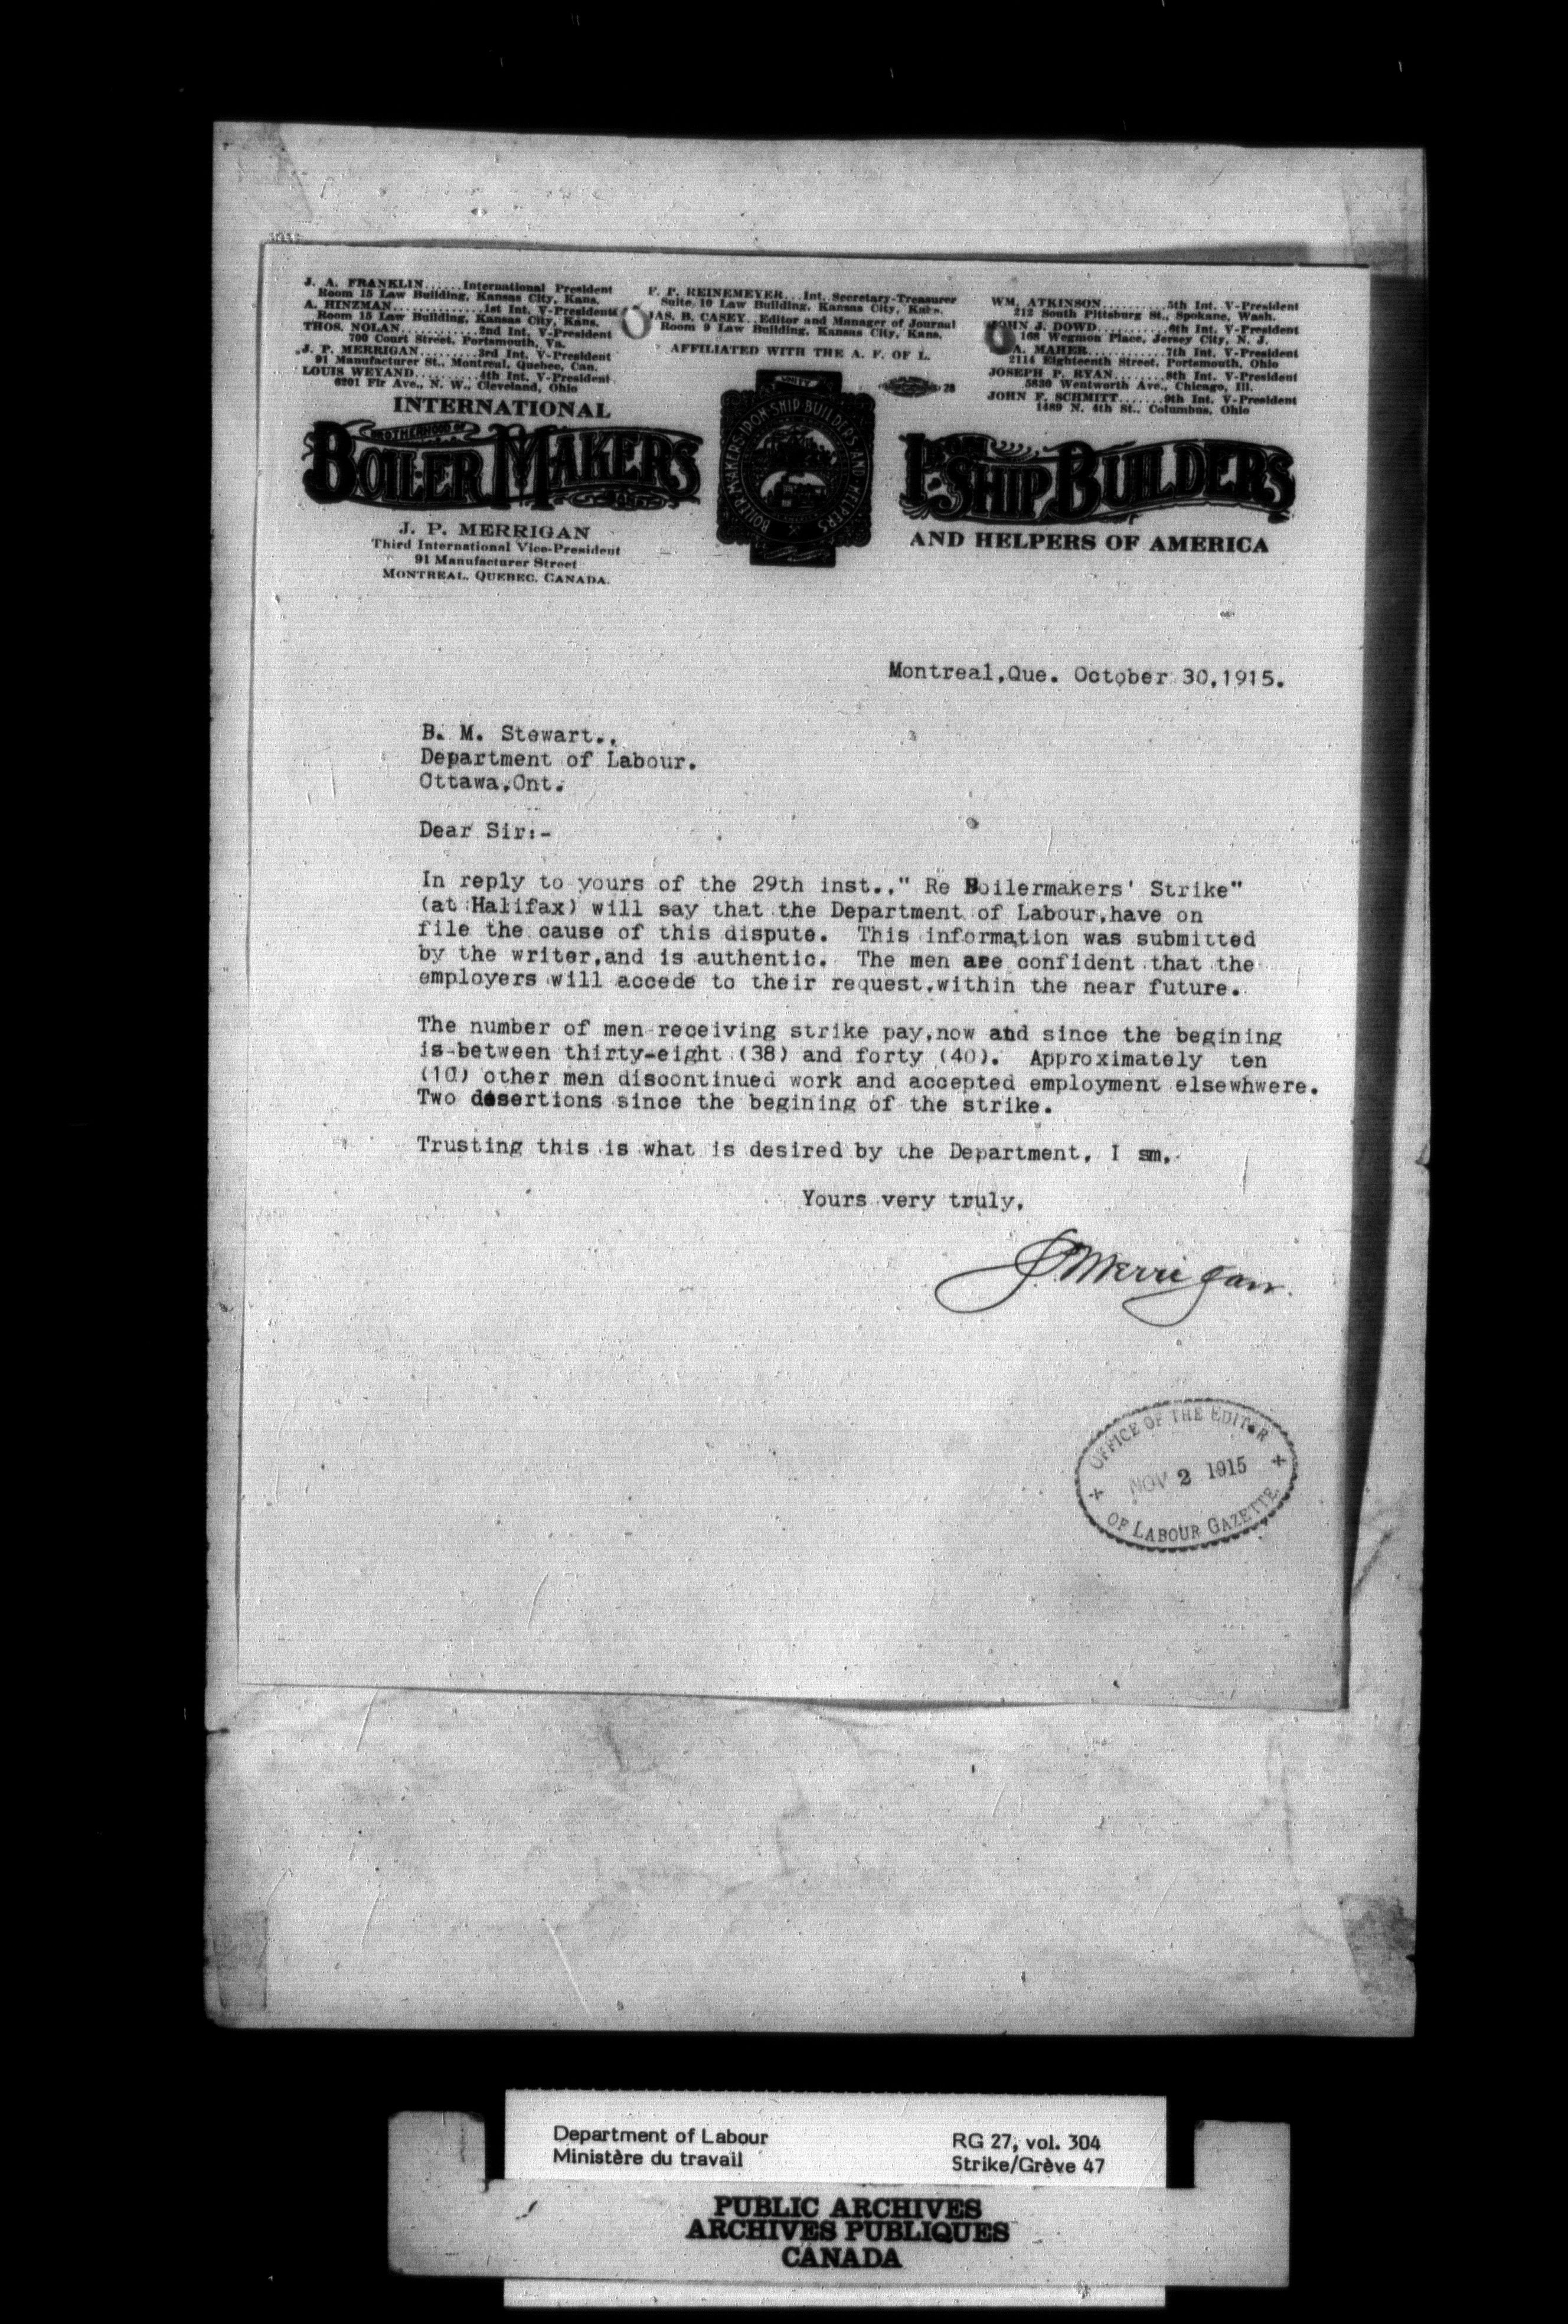 J. A. FRANKLIN......International President
Room 15 Law Building, Kansas City, Kans.
A. HINZMAN..............1st Int. V-President
Room 15 Law Building, Kansas City, Kans.
THOS. NOLAN............2nd Int. V-President
700 Court Street, Portsmouth, Va.
J. P. MERRIGAN.........3rd Int. V-President
91 Manufacturer St., Montreal, Quebec, Can.
LOUIS WEYAND..........4th Int. V-President
6201 Fir Ave., N. W., Cleveland, Ohio
F. P. REINEMEYER...Int. Secretary-Treasurer
Suite 10 Law Building, Kansas City, Kans.
JAS. B. CASEY..Editor and Manager of Journal
Room 9 Law Building, Kansas City, Kans.
AFFILIATED WITH THE A. F. OF L.
28
WM. ATKINSON..........5th Int. V-President
212 South Pittsburg St., Spokane, Wash.
JOHN J. DOWD...........6th Int. V-President
168 Wegmon Place, Jersey City, N. J.
A. MAHER............7th Int. V-President
2114 Eighteenth Street, Portsmouth, Ohio
JOSEPH P. RYAN........8th Int. V-President
5830 Wentworth Ave., Chicago, Ill.
JOHN F. SCHMITT.......9th Int. V-President
1489 N. 4th St., Columbus, Ohio
INTERNATIONAL
BROTHERHOOD OF
BOILER MAKERS
UNITY
BOILER MAKERS IRON SHIP BUILDERS AND HELPERS
IRON SHIP BUILDERS
AND HELPERS OF AMERICA
J. P. MERRIGAN
Third International Vice-President
91 Manufacturer Street
MONTREAL, QUEBEC, CANADA.
Montreal,Que. October 30,1915.
B. M. Stewart.,
Department of Labour.
Ottawa,Ont.
Dear Sir:-
In reply to yours of the 29th inst.," Re Boilermakers' Strike"
(at Halifax) will say that the Department of Labour,have on
file the cause of this dispute. This information was submitted
by the writer,and is authentic. The men are confident that the
employers will accede to their request,within the near future.
The number of men receiving strike pay,now and since the begining
is between thirty-eight (38) and forty (40). Approximately ten
(10) other men discontinued work and accepted employment elsewhwere.
Two desertions since the begining of the strike.
Trusting this is what is desired by the Department, I am,
Yours very truly,
J.P. Merrigan.
OFFICE OF THE EDITOR
NOV 2 1915
OF LABOUR GAZETTE
Department of Labour
Ministère du travail
RG 27, vol. 304
Strike/Grève 47
PUBLIC ARCHIVES
ARCHIVES PUBLIQUES
CANADA